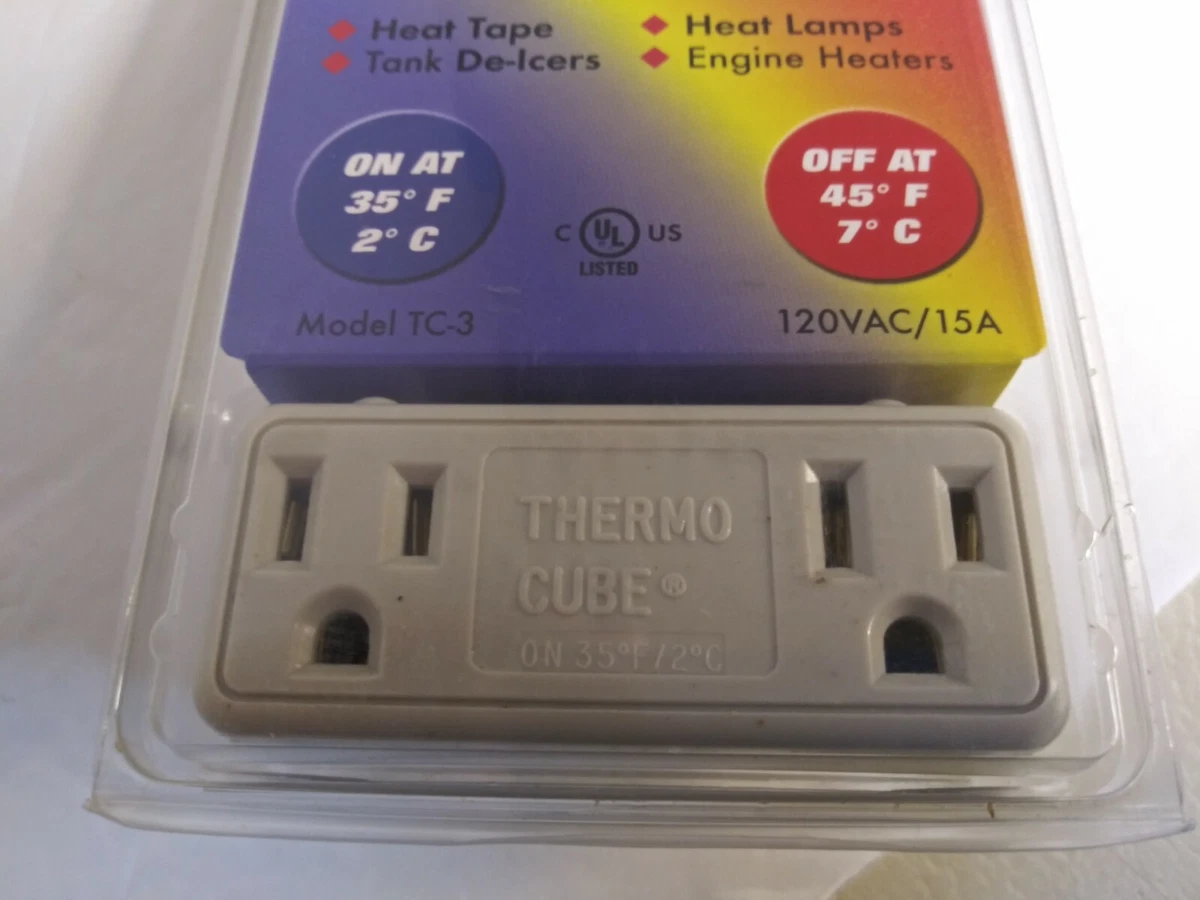 Heat Tape
Tank De-Icers
Heat Lamps
Engine Heaters
ON AT
35° F
2° C
C UL US
LISTED
OFF AT
45° F
7° C
Model TC-3
120VAC/15A
THERMO
CUBE®
ON 35°F/2°C